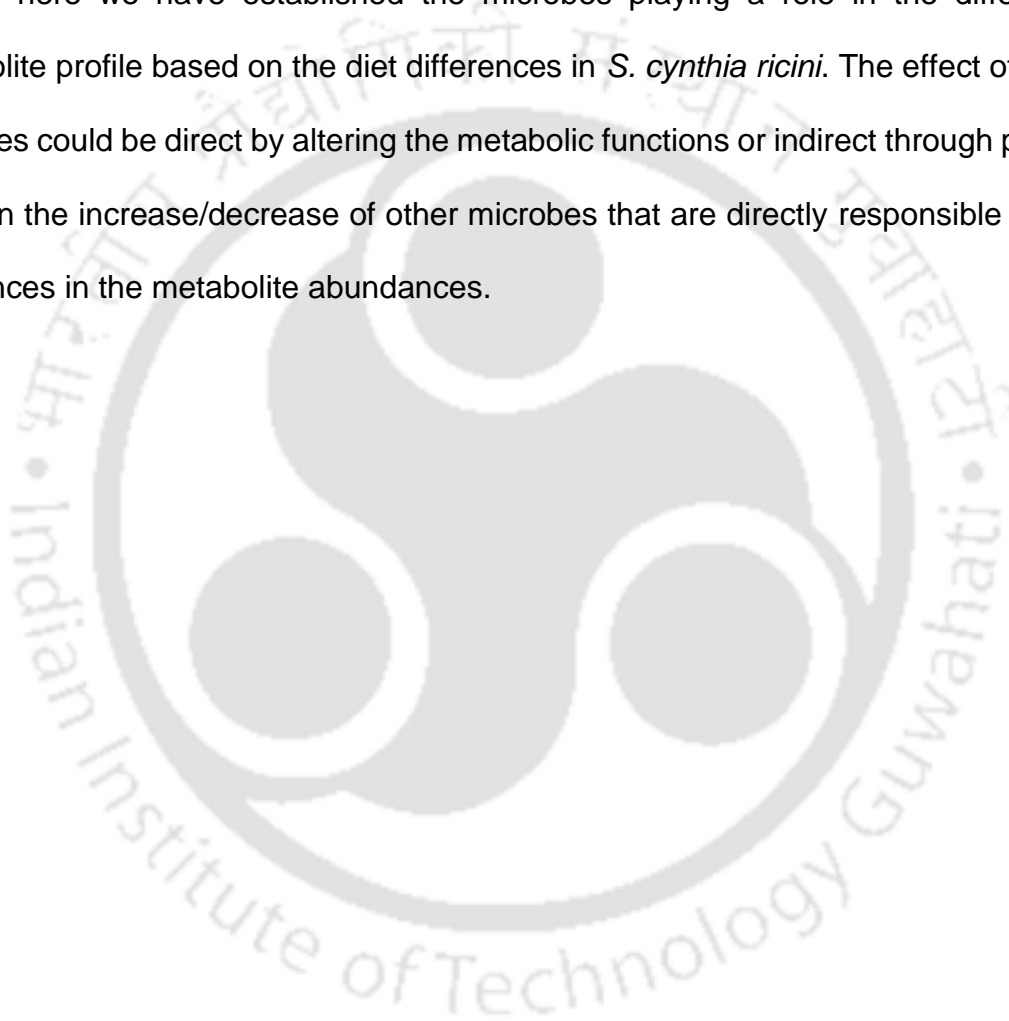 here we have established the microbes playing a role in the differ
olite profile based on the diet differences in S. cynthia ricini. The effect of
es could be direct by altering the metabolic functions or indirect through p
n the increase/decrease of other microbes that are directly responsible
nces in the metabolite abundances.
भारतीय प्रौद्योगिकी संस्थान गुवाहाटी
Indian Institute of Technology Guwahati